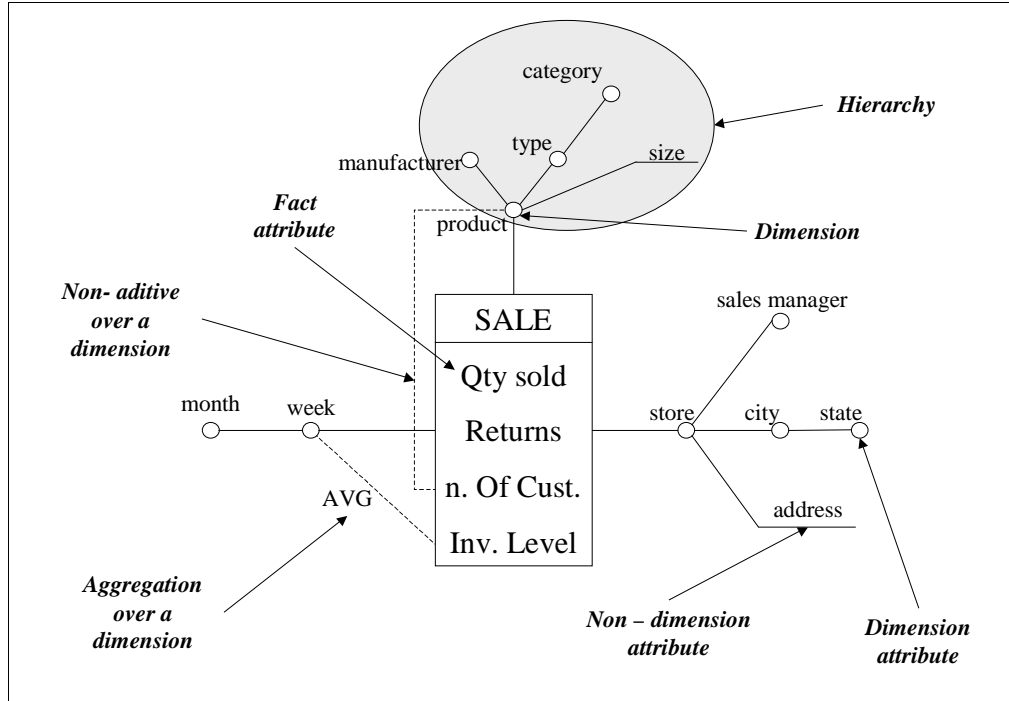 category
Hierarchy
type
size
manufacturer
Fact
attribute
product
Dimension
Non- aditive
over a
dimension
sales manager
SALE
Qty sold
month
week
store
city
state
Returns
AVG
n. Of Cust.
address
Inv. Level
Aggregation
over a
dimension
Non – dimension
attribute
Dimension
attribute